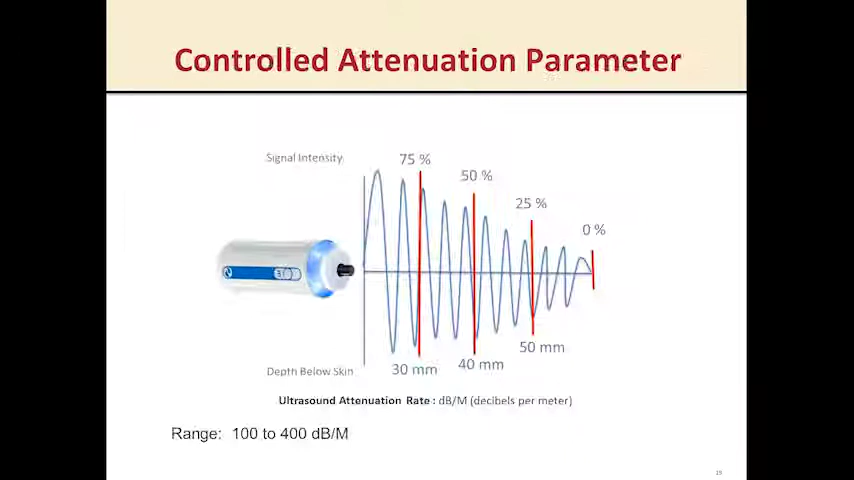 Controlled Attenuation Parameter
Signal Intensity
75 %
50 %
25 %
0 %
Depth Below Skin
30 mm
40 mm
50 mm
Ultrasound Attenuation Rate : dB/M (decibels per meter)
Range: 100 to 400 dB/M
19